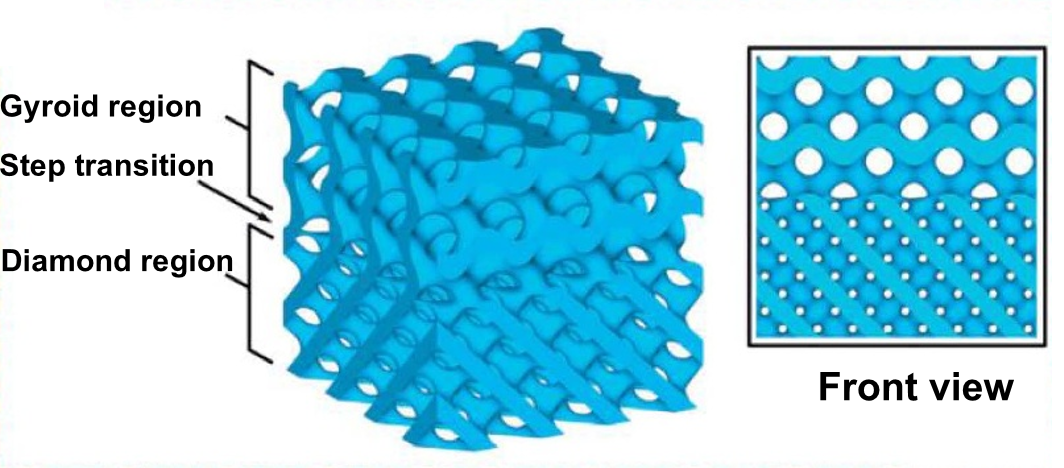 Gyroid region
Step transition
Diamond region
Front view